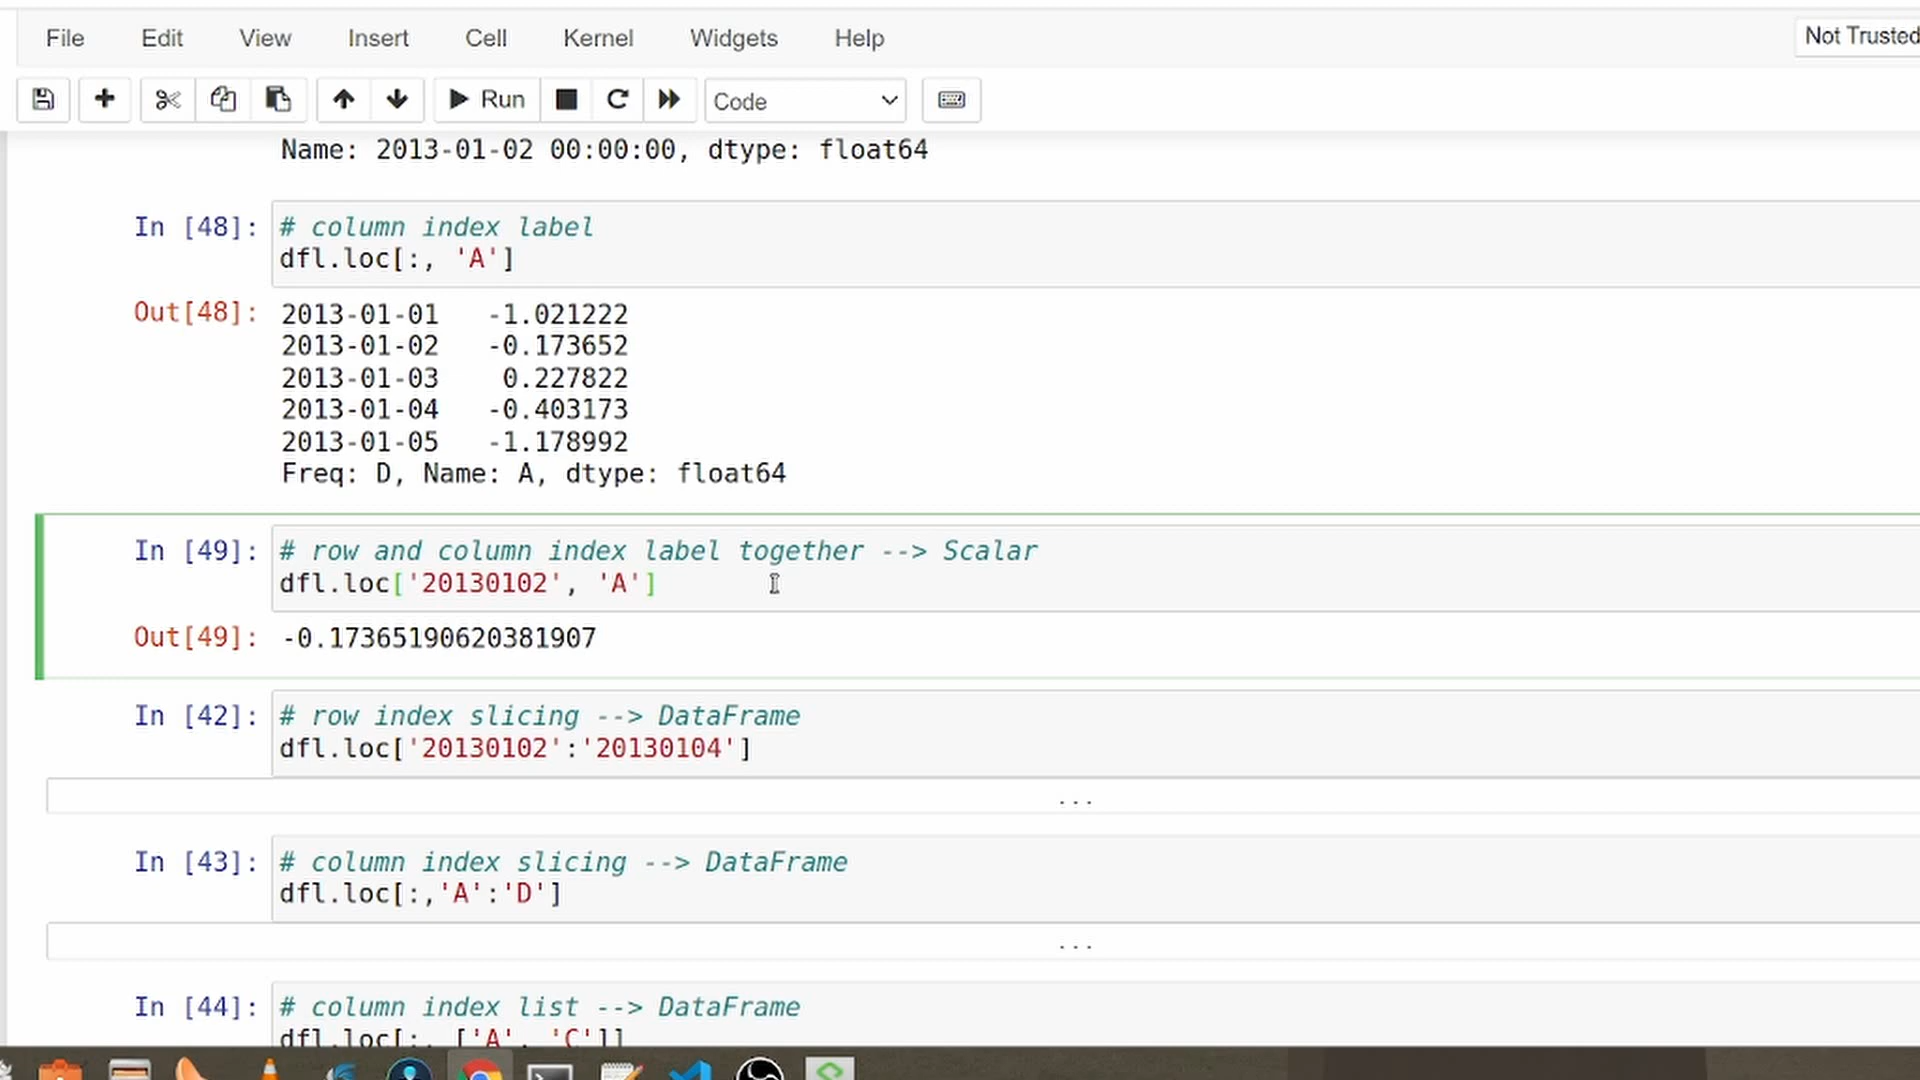 File Edit View Insert Cell Kernel Widgets Help Not Trusted
Run Code
Name: 2013-01-02 00:00:00, dtype: float64
In [48]: # column index label
dfl.loc[:, 'A']
Out[48]: 2013-01-01 -1.021222
2013-01-02 -0.173652
2013-01-03 0.227822
2013-01-04 -0.403173
2013-01-05 -1.178992
Freq: D, Name: A, dtype: float64
In [49]: # row and column index label together --> Scalar
dfl.loc['20130102', 'A']
Out[49]: -0.17365190620381907
In [42]: # row index slicing --> DataFrame
dfl.loc['20130102':'20130104']
...
In [43]: # column index slicing --> DataFrame
dfl.loc[:,'A':'D']
...
In [44]: # column index list --> DataFrame
dfl.loc[:, ['A', 'C']]